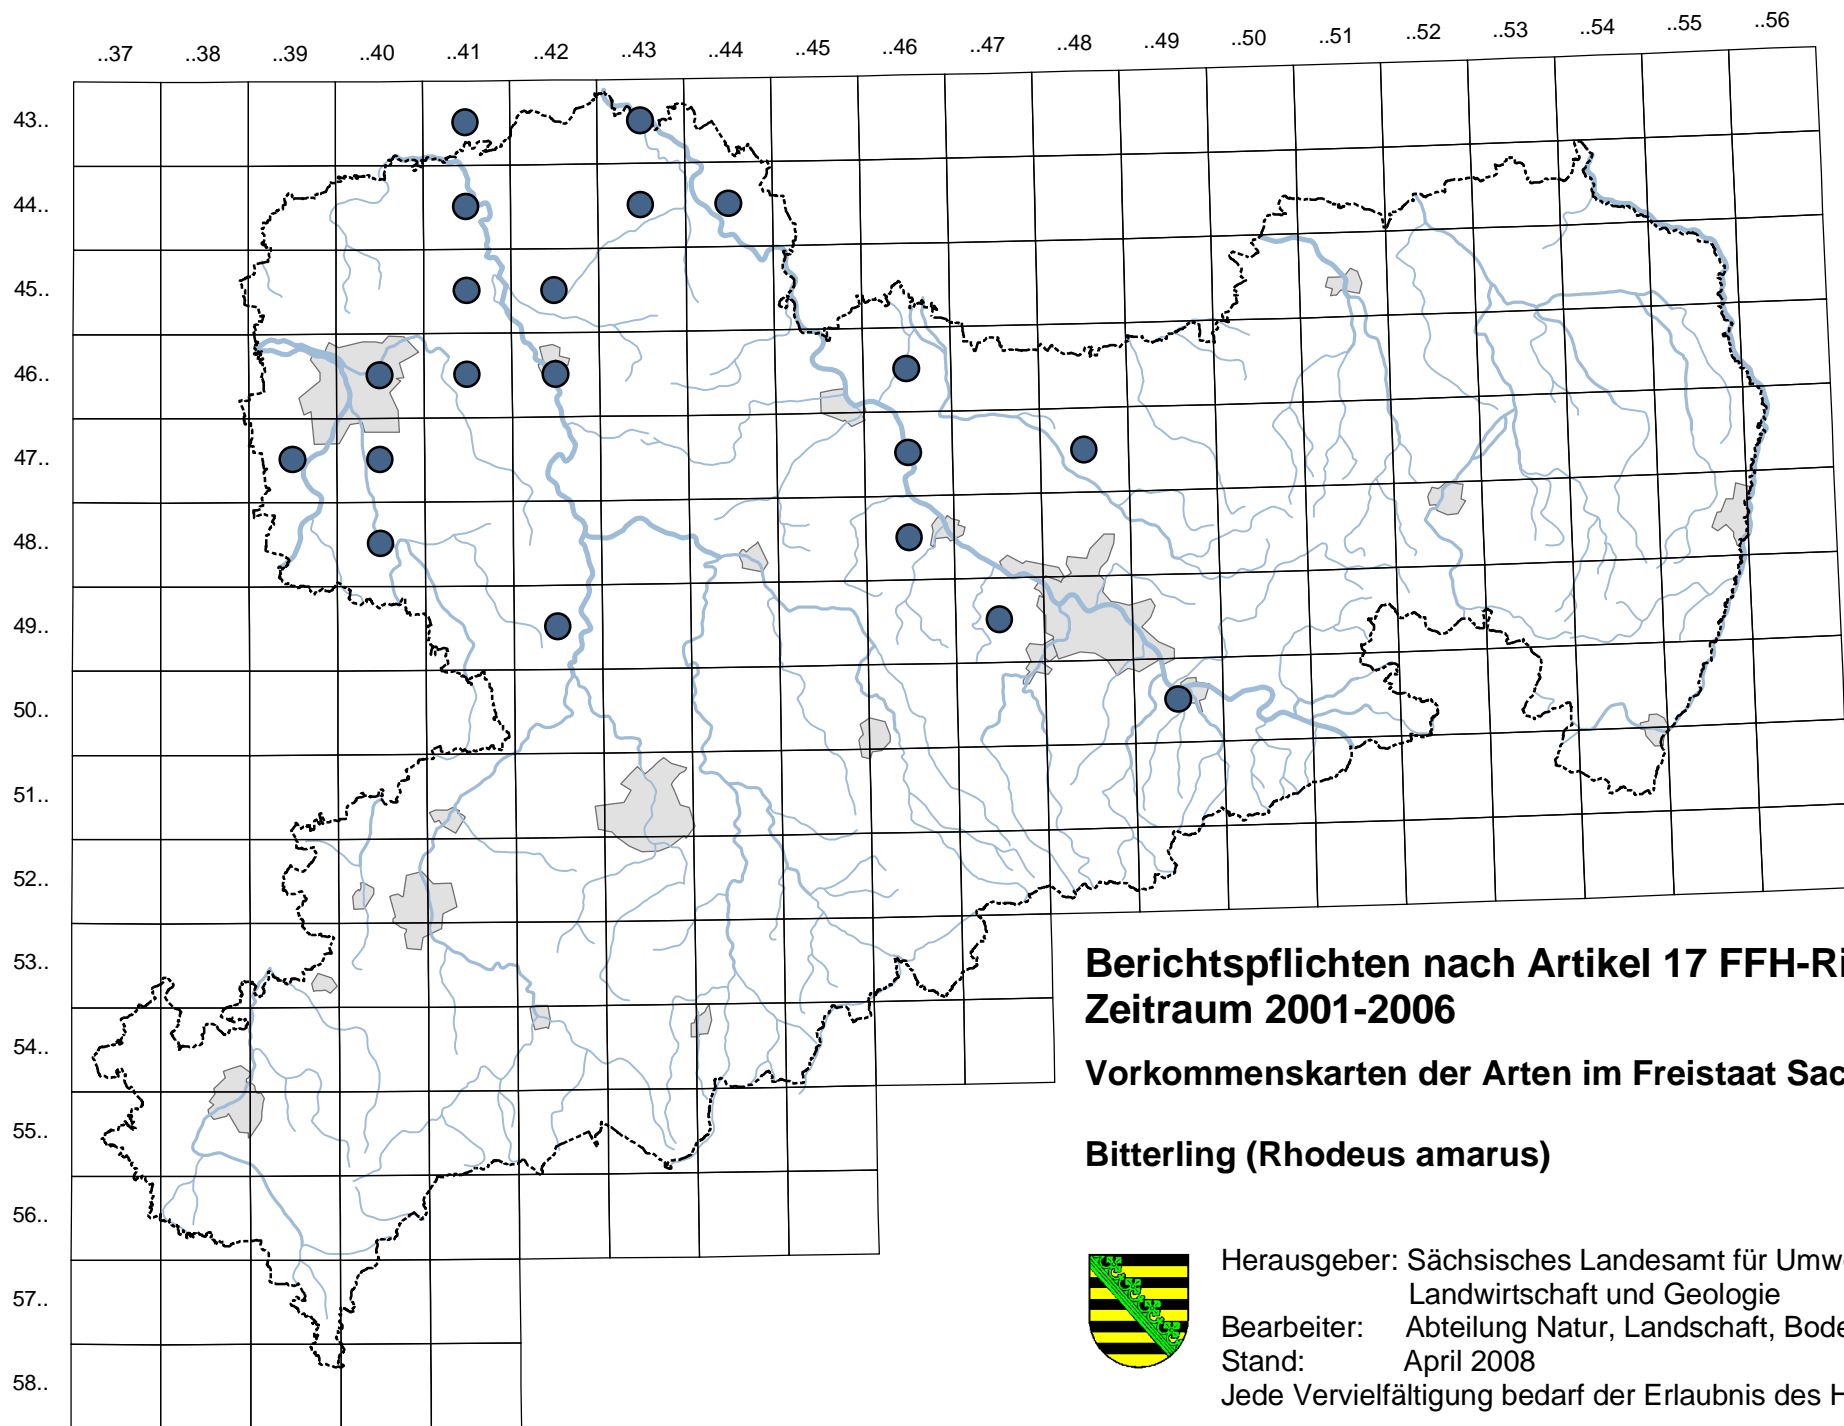 ..37 ..38 ..39 ..40 ..41 ..42 ..43 ..44 ..45 ..46 ..47 ..48 ..49 ..50 ..51 ..52 ..53 ..54 ..55 ..56
43..
44..
45..
46..
47..
48..
49..
50..
51..
52..
53..
54..
55..
56..
57..
58..
Berichtspflichten nach Artikel 17 FFH-Ri
Zeitraum 2001-2006
Vorkommenskarten der Arten im Freistaat Sac
Bitterling (Rhodeus amarus)
Herausgeber: Sächsisches Landesamt für Umwe
Landwirtschaft und Geologie
Bearbeiter: Abteilung Natur, Landschaft, Bode
Stand: April 2008
Jede Vervielfältigung bedarf der Erlaubnis des H